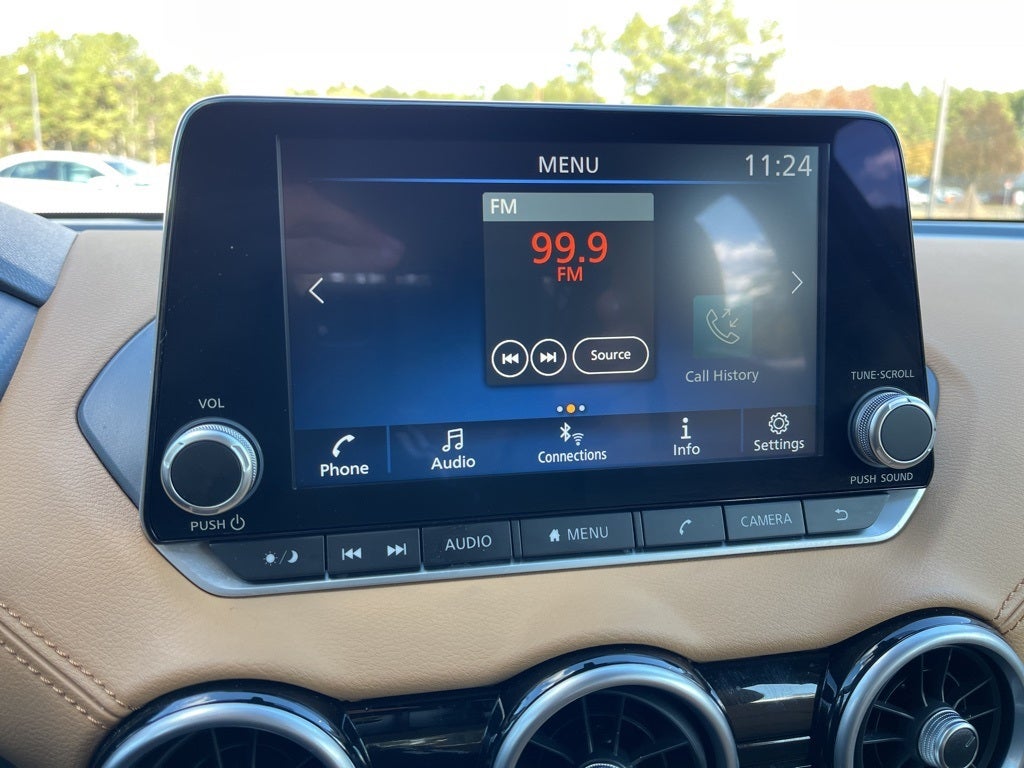 MENU
11:24
FM
99.9
FM
Source
Call History
Phone
Audio
Connections
Info
Settings
VOL
PUSH
TUNE·SCROLL
PUSH SOUND
AUDIO
MENU
CAMERA